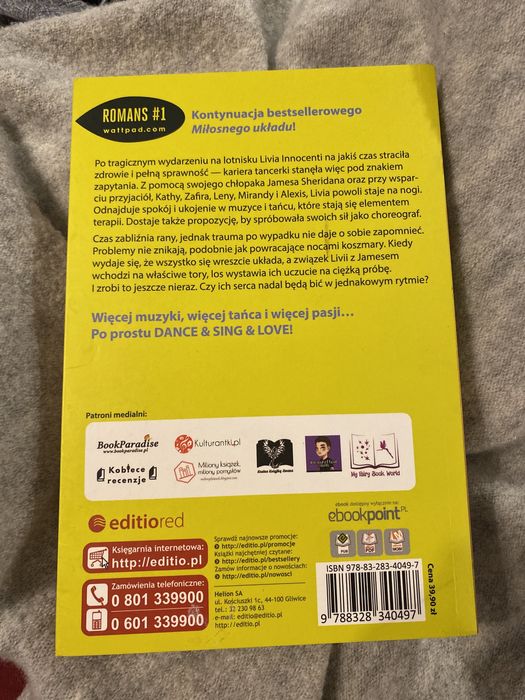 ROMANS #1
wattpad.com
Kontynuacja bestsellerowego
Miłosnego układu!
Po tragicznym wydarzeniu na lotnisku Livia Innocenti na jakiś czas straciła
zdrowie i pełną sprawność — kariera tancerki stanęła więc pod znakiem
zapytania. Z pomocą swojego chłopaka Jamesa Sheridana oraz przy wspar-
ciu przyjaciół, Kathy, Zafira, Leny, Mirandy i Alexis, Livia powoli staje na nogi.
Odnajduje spokój i ukojenie w muzyce i tańcu, które stają się elementem
terapii. Dostaje także propozycję, by spróbowała swoich sił jako choreograf.
Czas zabliźnia rany, jednak trauma po wypadku nie daje o sobie zapomnieć.
Problemy nie znikają, podobnie jak powracające nocami koszmary. Kiedy
wydaje się, że wszystko się wreszcie układa, a związek Livii z Jamesem
wchodzi na właściwe tory, los wystawia ich uczucie na ciężką próbę.
I zrobi to jeszcze nieraz. Czy ich serca nadal będą bić w jednakowym rytmie?
Więcej muzyki, więcej tańca i więcej pasji...
Po prostu DANCE & SING & LOVE!
Patroni medialni:
BookParadise
www.bookparadise.pl
Kulturantki.pl
My Fairy Book World
Kobiece
recenzje
Miliony książek,
miliony pomysłów
editiored
ebook dostępny wyłącznie na:
ebookpoint.PL
PDF
Księgarnia internetowa:
http://editio.pl
Zamówienia telefoniczne:
0 801 339900
0 601 339900
Sprawdź najnowsze promocje:
http://editio.pl/promocje
Książki najchętniej czytane:
http://editio.pl/bestsellery
Zamów informacje o nowościach:
http://editio.pl/nowosci
Helion SA
ul. Kościuszki 1c, 44-100 Gliwice
tel.: 32 230 98 63
e-mail: editio@editio.pl
http://editio.pl
ISBN 978-83-283-4049-7
9 788328 340497
Cena 39,90 zł